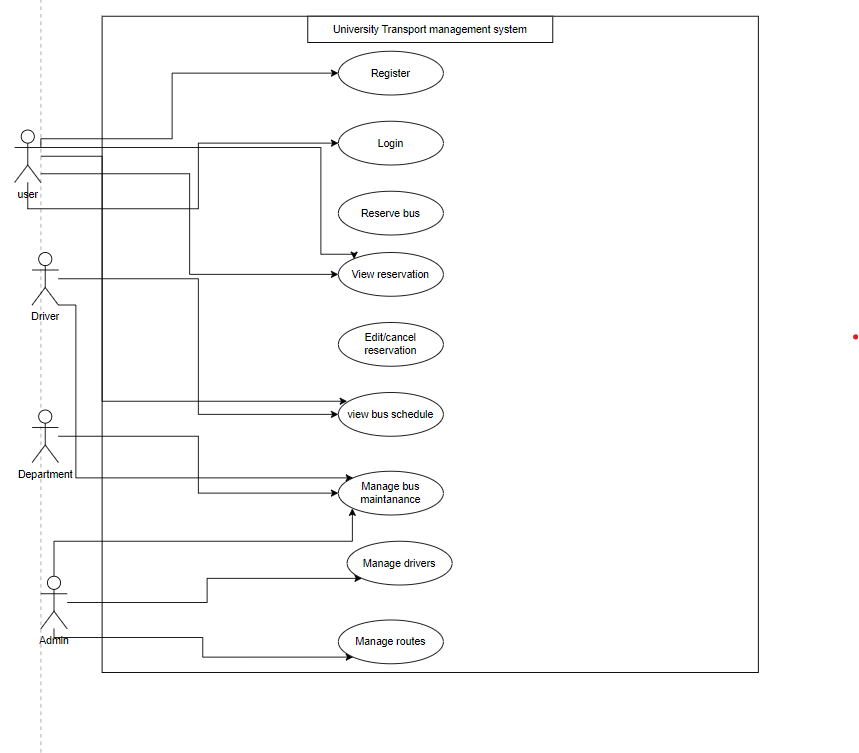 University Transport management system
Register
Login
Reserve bus
user
View reservation
Driver
Edit/cancel
reservation
view bus schedule
Department
Manage bus
maintanance
Manage drivers
Admin
Manage routes